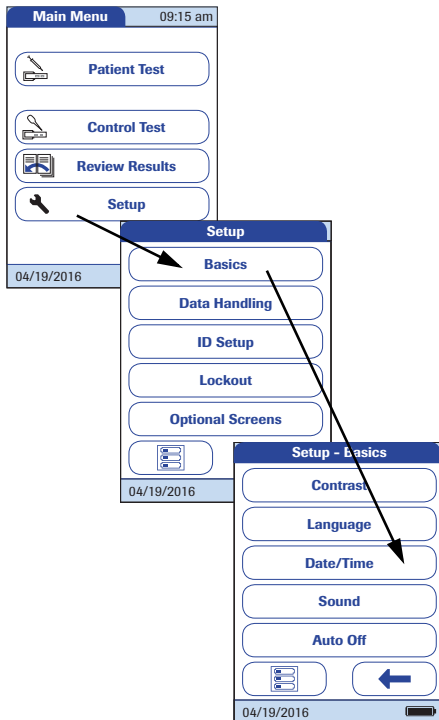 Main Menu 09:15 am
Patient Test
Control Test
Review Results
Setup
04/19/2016
Setup
Basics
Data Handling
ID Setup
Lockout
Optional Screens
04/19/2016
Setup - Basics
Contrast
Language
Date/Time
Sound
Auto Off
04/19/2016